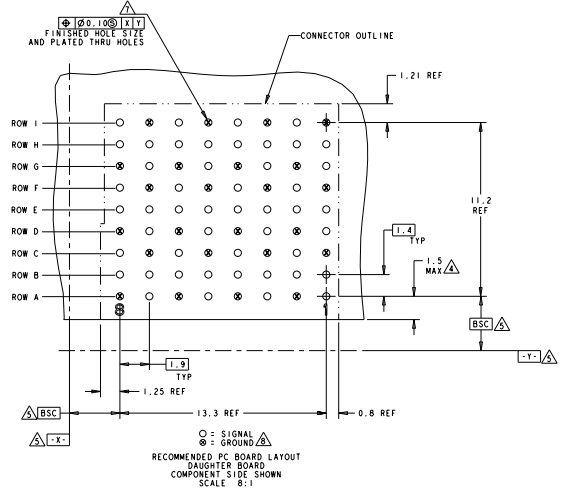 7
⌖ Ø0.10Ⓢ X Y
FINISHED HOLE SIZE
AND PLATED THRU HOLES
CONNECTOR OUTLINE
1.21 REF
ROW I
ROW H
ROW G
ROW F
ROW E
ROW D
ROW C
ROW B
ROW A
11.2
REF
1.4
TYP
1.5
MAX 4
BSC 5
-Y- 5
1.9
TYP
1.25 REF
5 BSC
13.3 REF
0.8 REF
5 -X-
= SIGNAL
= GROUND 8
RECOMMENDED PC BOARD LAYOUT
DAUGHTER BOARD
COMPONENT SIDE SHOWN
SCALE 8:1